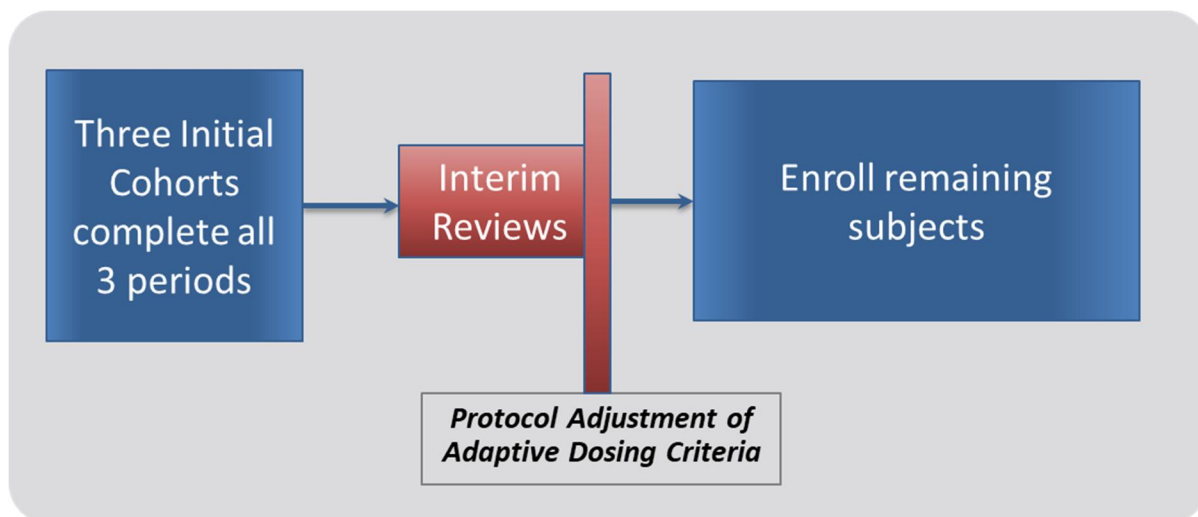 Three Initial
Cohorts
complete all
3 periods
Interim
Reviews
Enroll remaining
subjects
Protocol Adjustment of
Adaptive Dosing Criteria